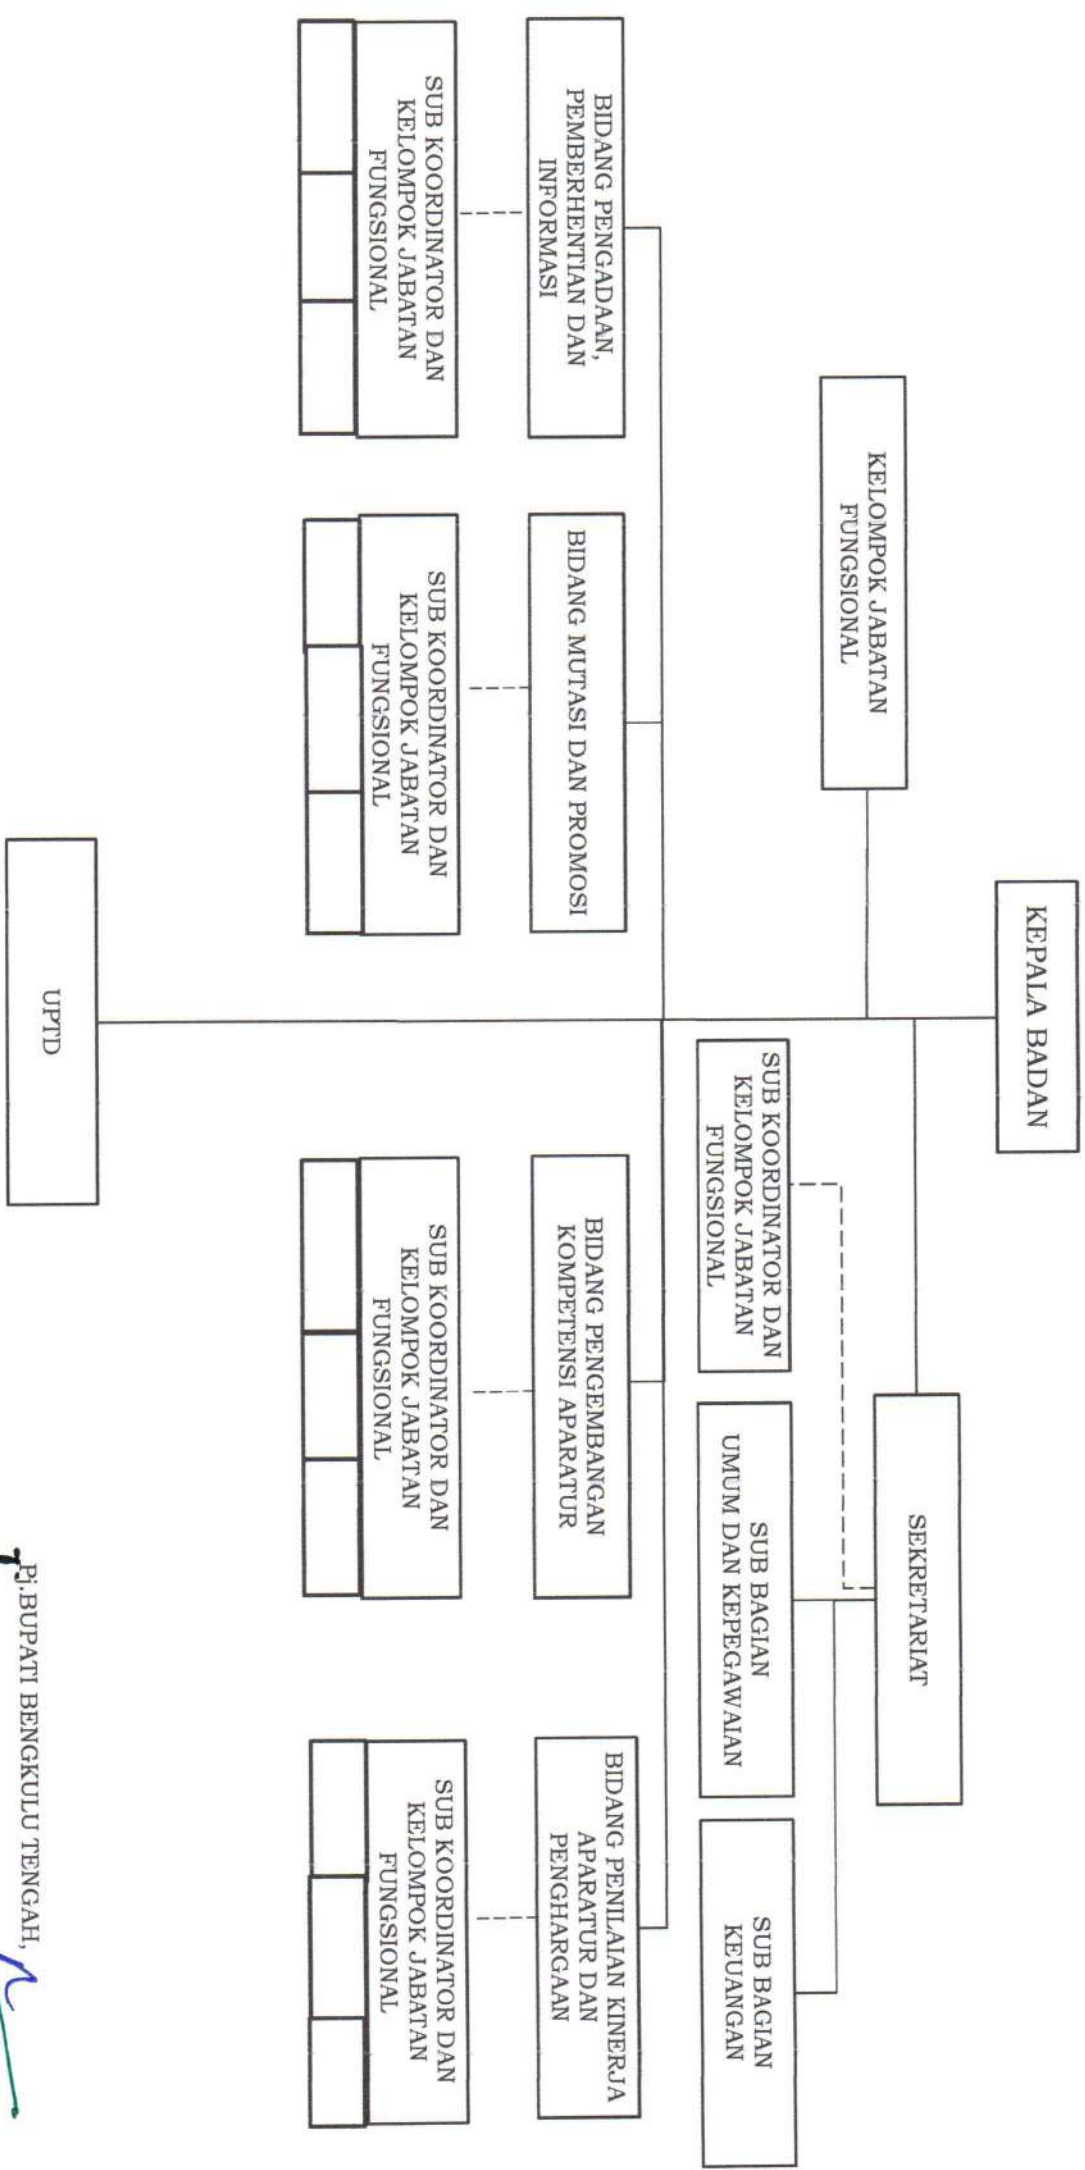 KEPALA BADAN
KELOMPOK JABATAN
FUNGSIONAL
SEKRETARIAT
SUB KOORDINATOR DAN
KELOMPOK JABATAN
FUNGSIONAL
SUB BAGIAN
UMUM DAN KEPEGAWAIAN
SUB BAGIAN
KEUANGAN
BIDANG PENGADAAN,
PEMBERHENTIAN DAN
INFORMASI
BIDANG MUTASI DAN PROMOSI
BIDANG PENGEMBANGAN
KOMPETENSI APARATUR
BIDANG PENILAIAN KINERJA
APARATUR DAN
PENGHARGAAN
SUB KOORDINATOR DAN
KELOMPOK JABATAN
FUNGSIONAL
SUB KOORDINATOR DAN
KELOMPOK JABATAN
FUNGSIONAL
SUB KOORDINATOR DAN
KELOMPOK JABATAN
FUNGSIONAL
SUB KOORDINATOR DAN
KELOMPOK JABATAN
FUNGSIONAL
UPTD
Pj.BUPATI BENGKULU TENGAH,